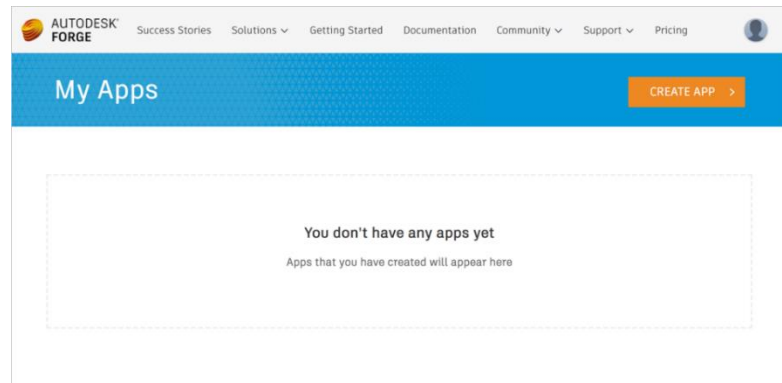 AUTODESK®
FORGE
Success Stories Solutions Getting Started Documentation Community Support Pricing
My Apps
CREATE APP
You don't have any apps yet
Apps that you have created will appear here